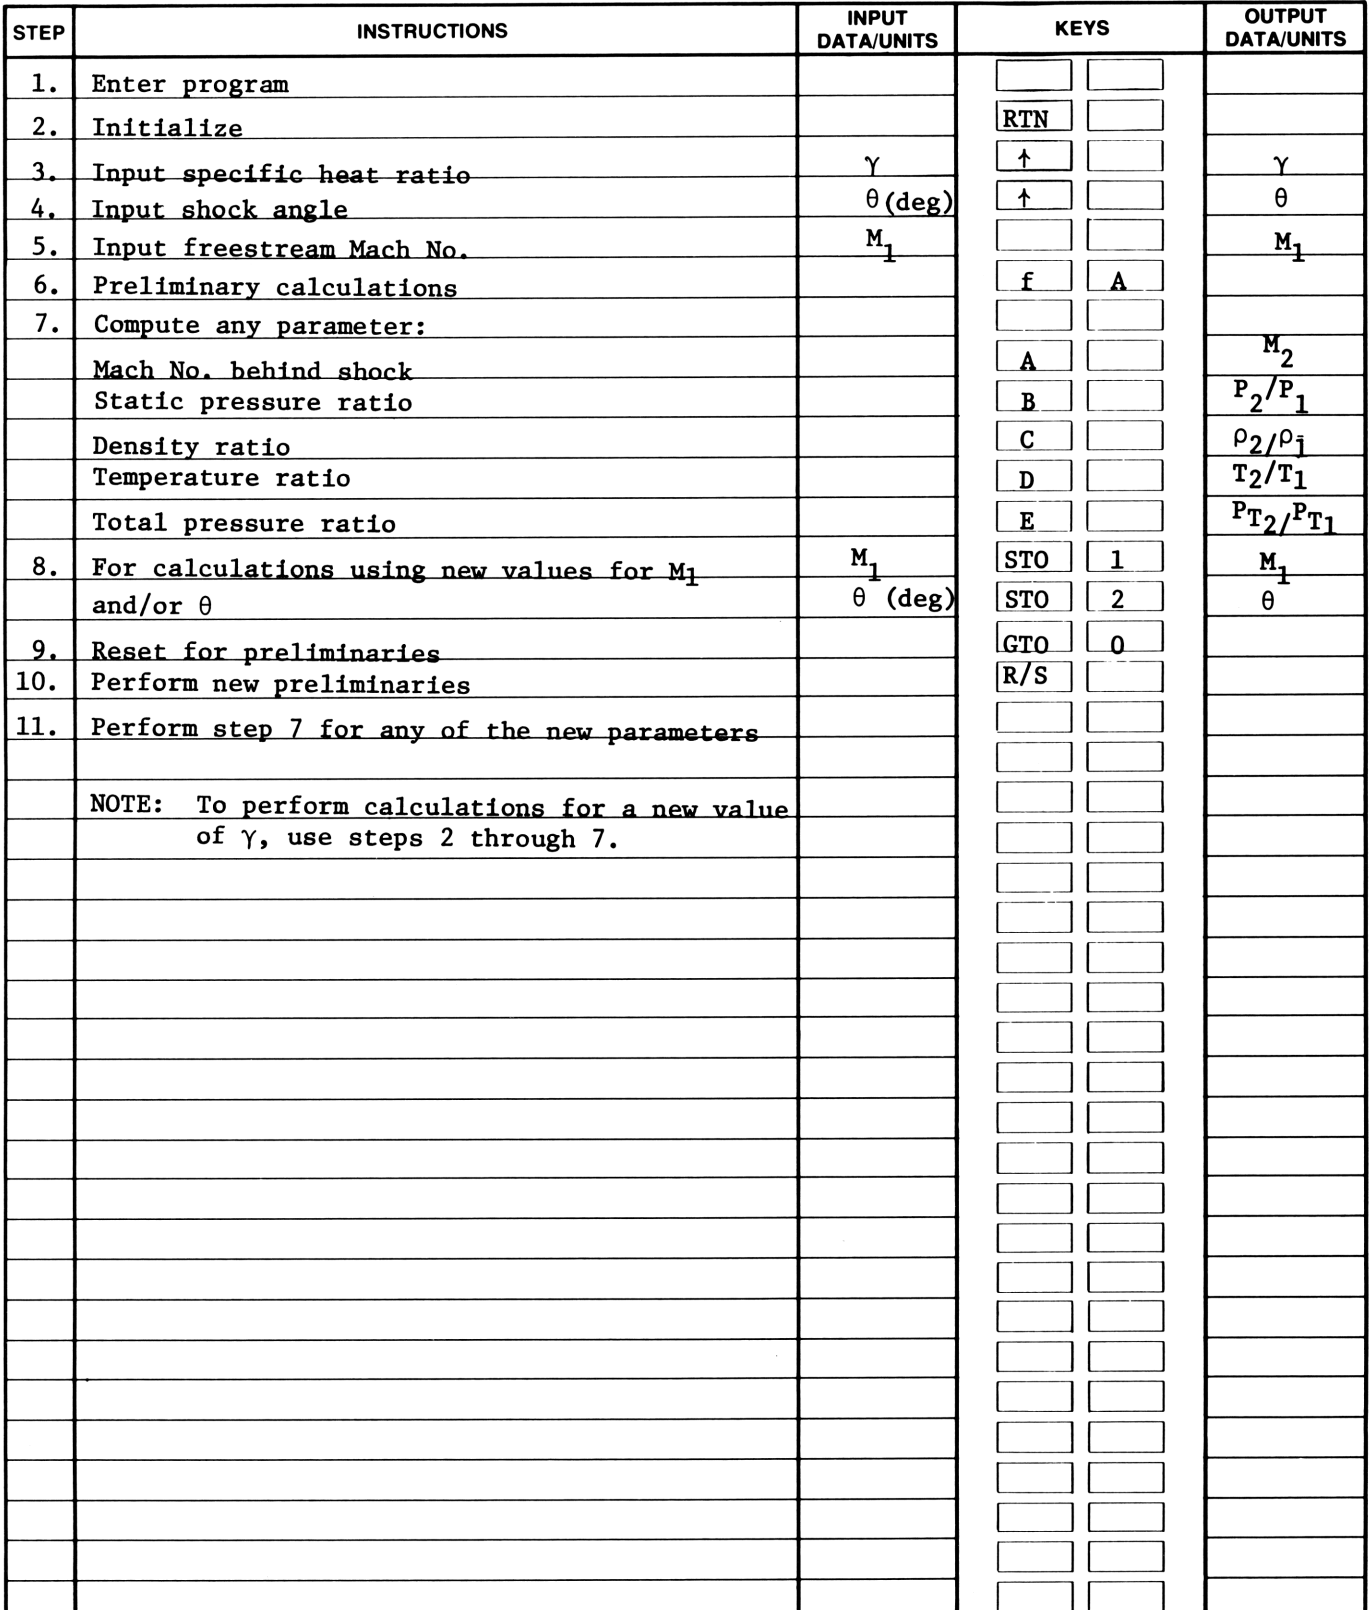 STEP INSTRUCTIONS INPUT DATA/UNITS KEYS OUTPUT DATA/UNITS
1. Enter program
2. Initialize RTN
3. Input specific heat ratio γ ↑ γ
4. Input shock angle θ (deg) ↑ θ
5. Input freestream Mach No. M1 M1
6. Preliminary calculations f A
7. Compute any parameter:
Mach No. behind shock A M2
Static pressure ratio B P2/P1
Density ratio C ρ2/ρ1
Temperature ratio D T2/T1
Total pressure ratio E PT2/PT1
8. For calculations using new values for M1 M1 STO 1 M1
and/or θ θ (deg) STO 2 θ
9. Reset for preliminaries GTO 0
10. Perform new preliminaries R/S
11. Perform step 7 for any of the new parameters
NOTE: To perform calculations for a new value
of γ, use steps 2 through 7.